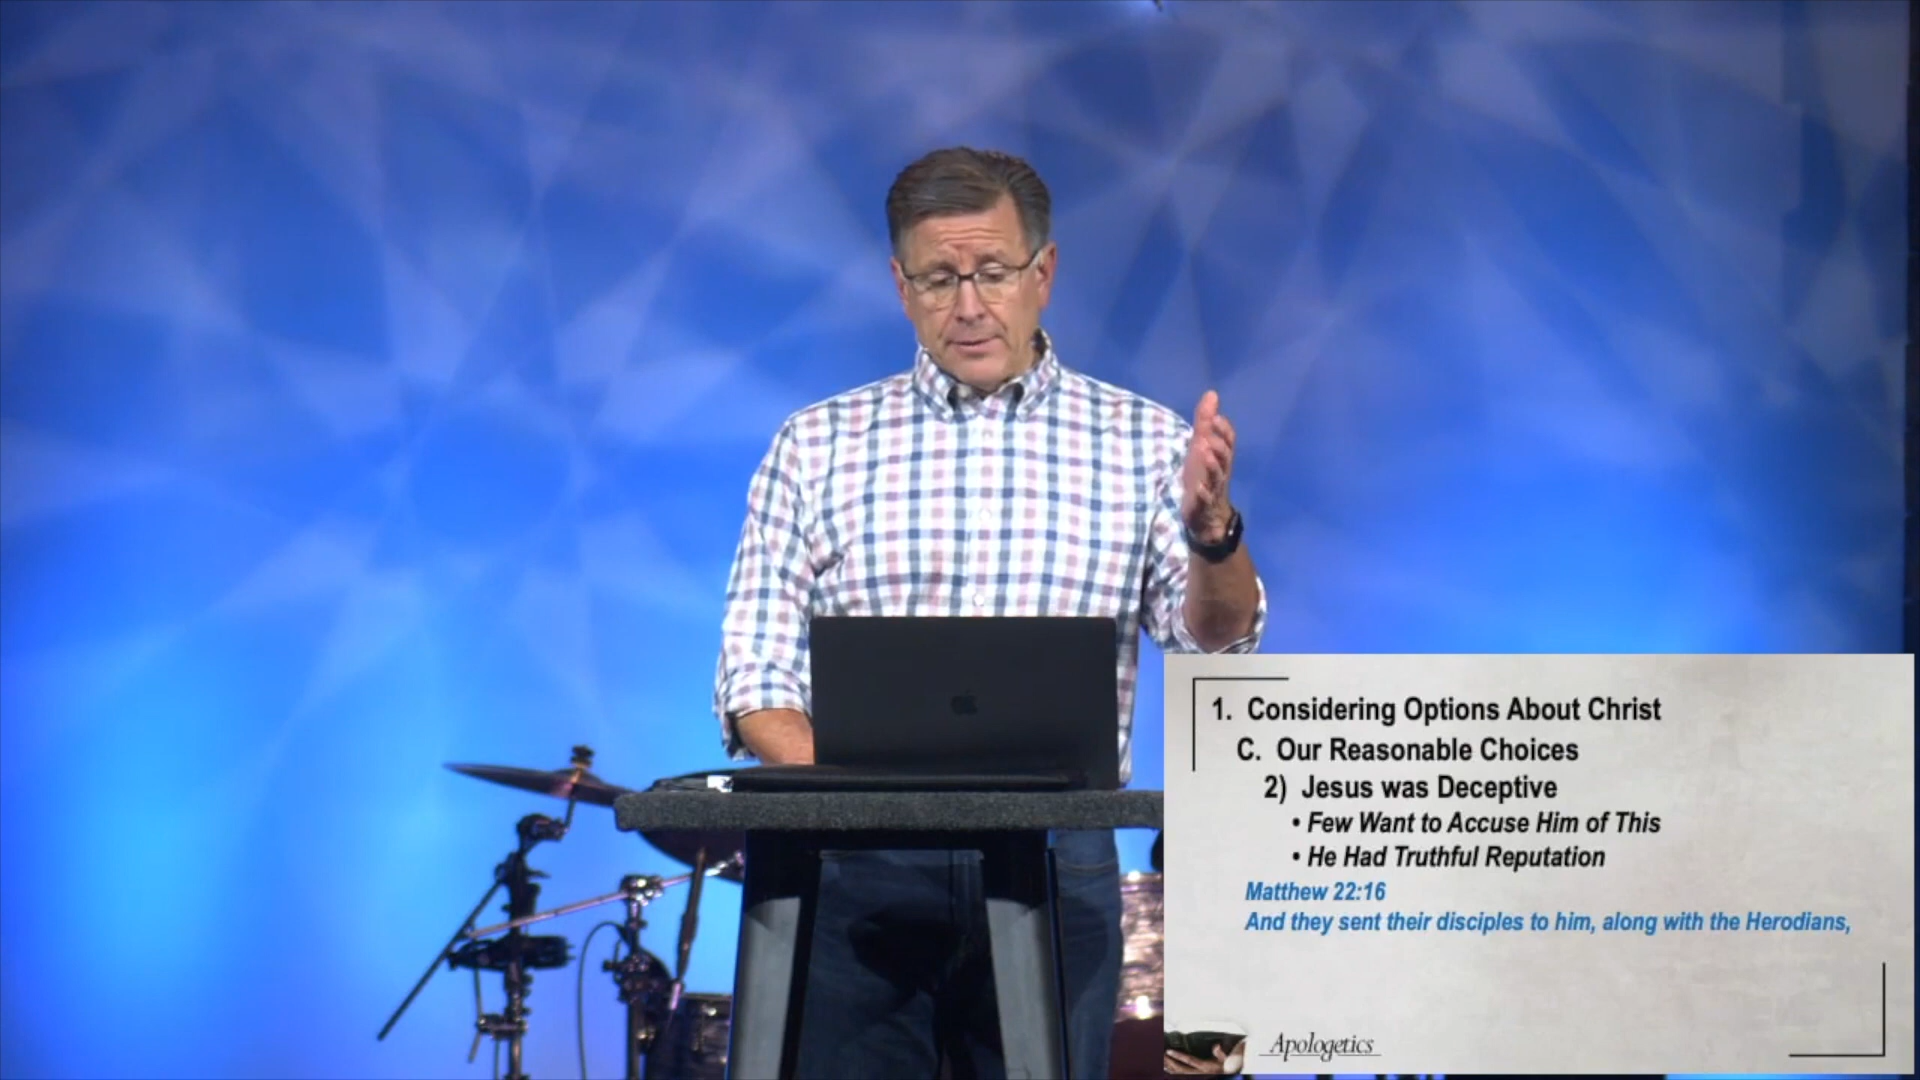 1. Considering Options About Christ
C. Our Reasonable Choices
2) Jesus was Deceptive
• Few Want to Accuse Him of This
• He Had Truthful Reputation
Matthew 22:16
And they sent their disciples to him, along with the Herodians,
Apologetics